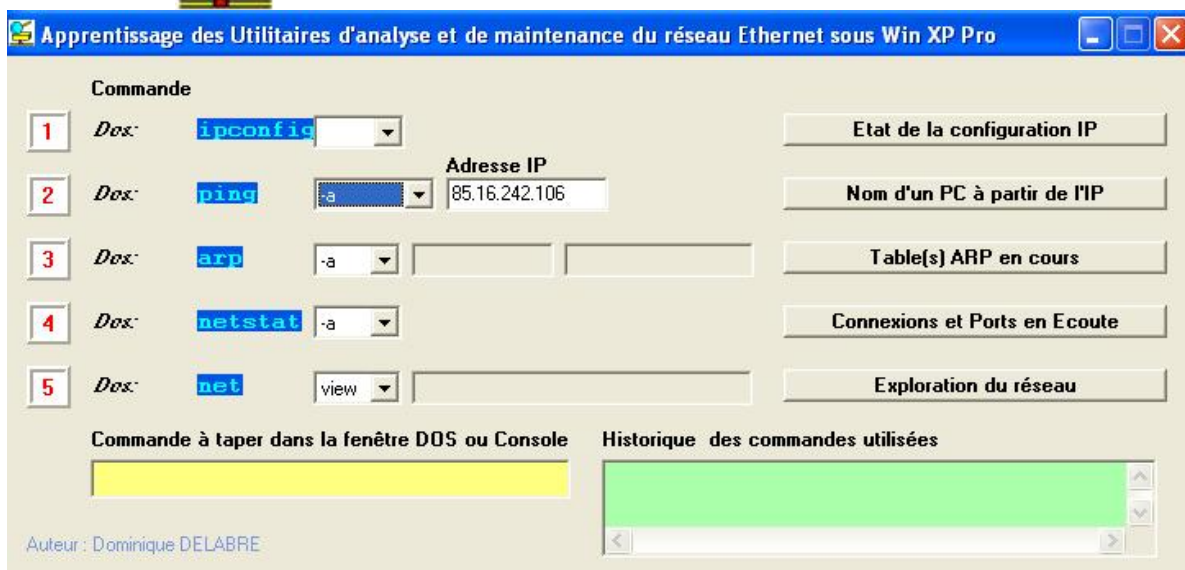 Apprentissage des Utilitaires d'analyse et de maintenance du réseau Ethernet sous Win XP Pro
Commande
1 Dos: ipconfig Etat de la configuration IP
Adresse IP
2 Dos: ping -a 85.16.242.106 Nom d'un PC à partir de l'IP
3 Dos: arp -a Table(s) ARP en cours
4 Dos: netstat -a Connexions et Ports en Ecoute
5 Dos: net view Exploration du réseau
Commande à taper dans la fenêtre DOS ou Console Historique des commandes utilisées
Auteur : Dominique DELABRE